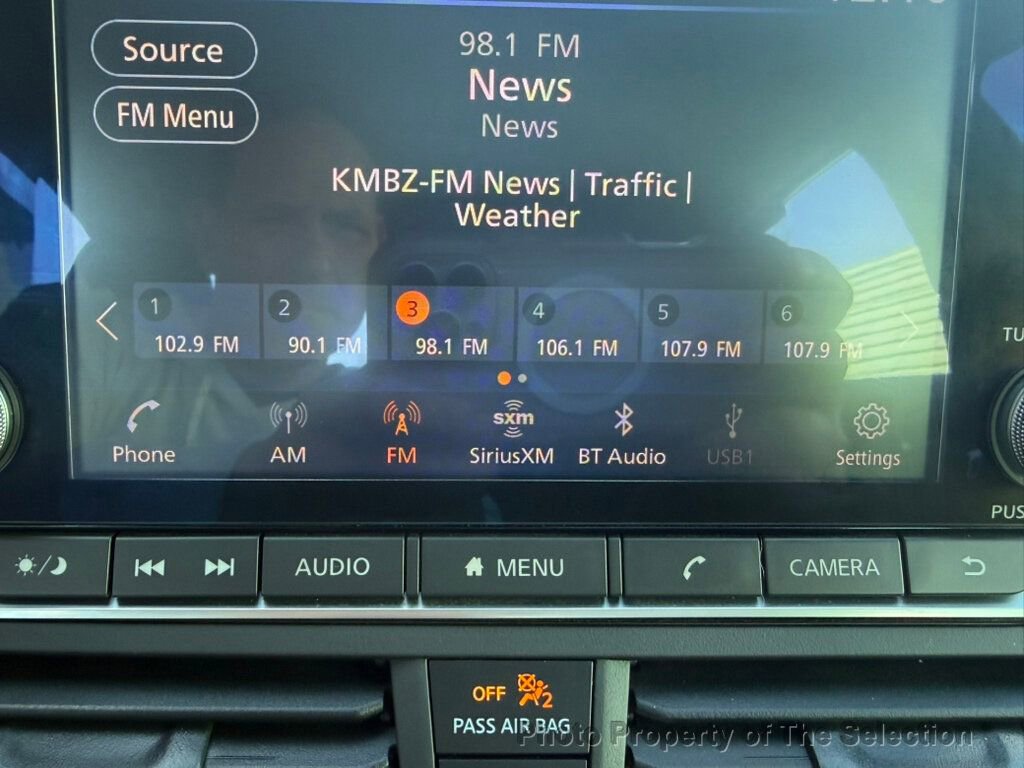 Source
98.1 FM
News
FM Menu
News
KMBZ-FM News | Traffic |
Weather
1 2 3 4 5 6
102.9 FM 90.1 FM 98.1 FM 106.1 FM 107.9 FM 107.9 FM
sxm
Phone AM FM SiriusXM BT Audio USB1 Settings
AUDIO MENU CAMERA
OFF 2
PASS AIR BAG
Photo Property of The Selection